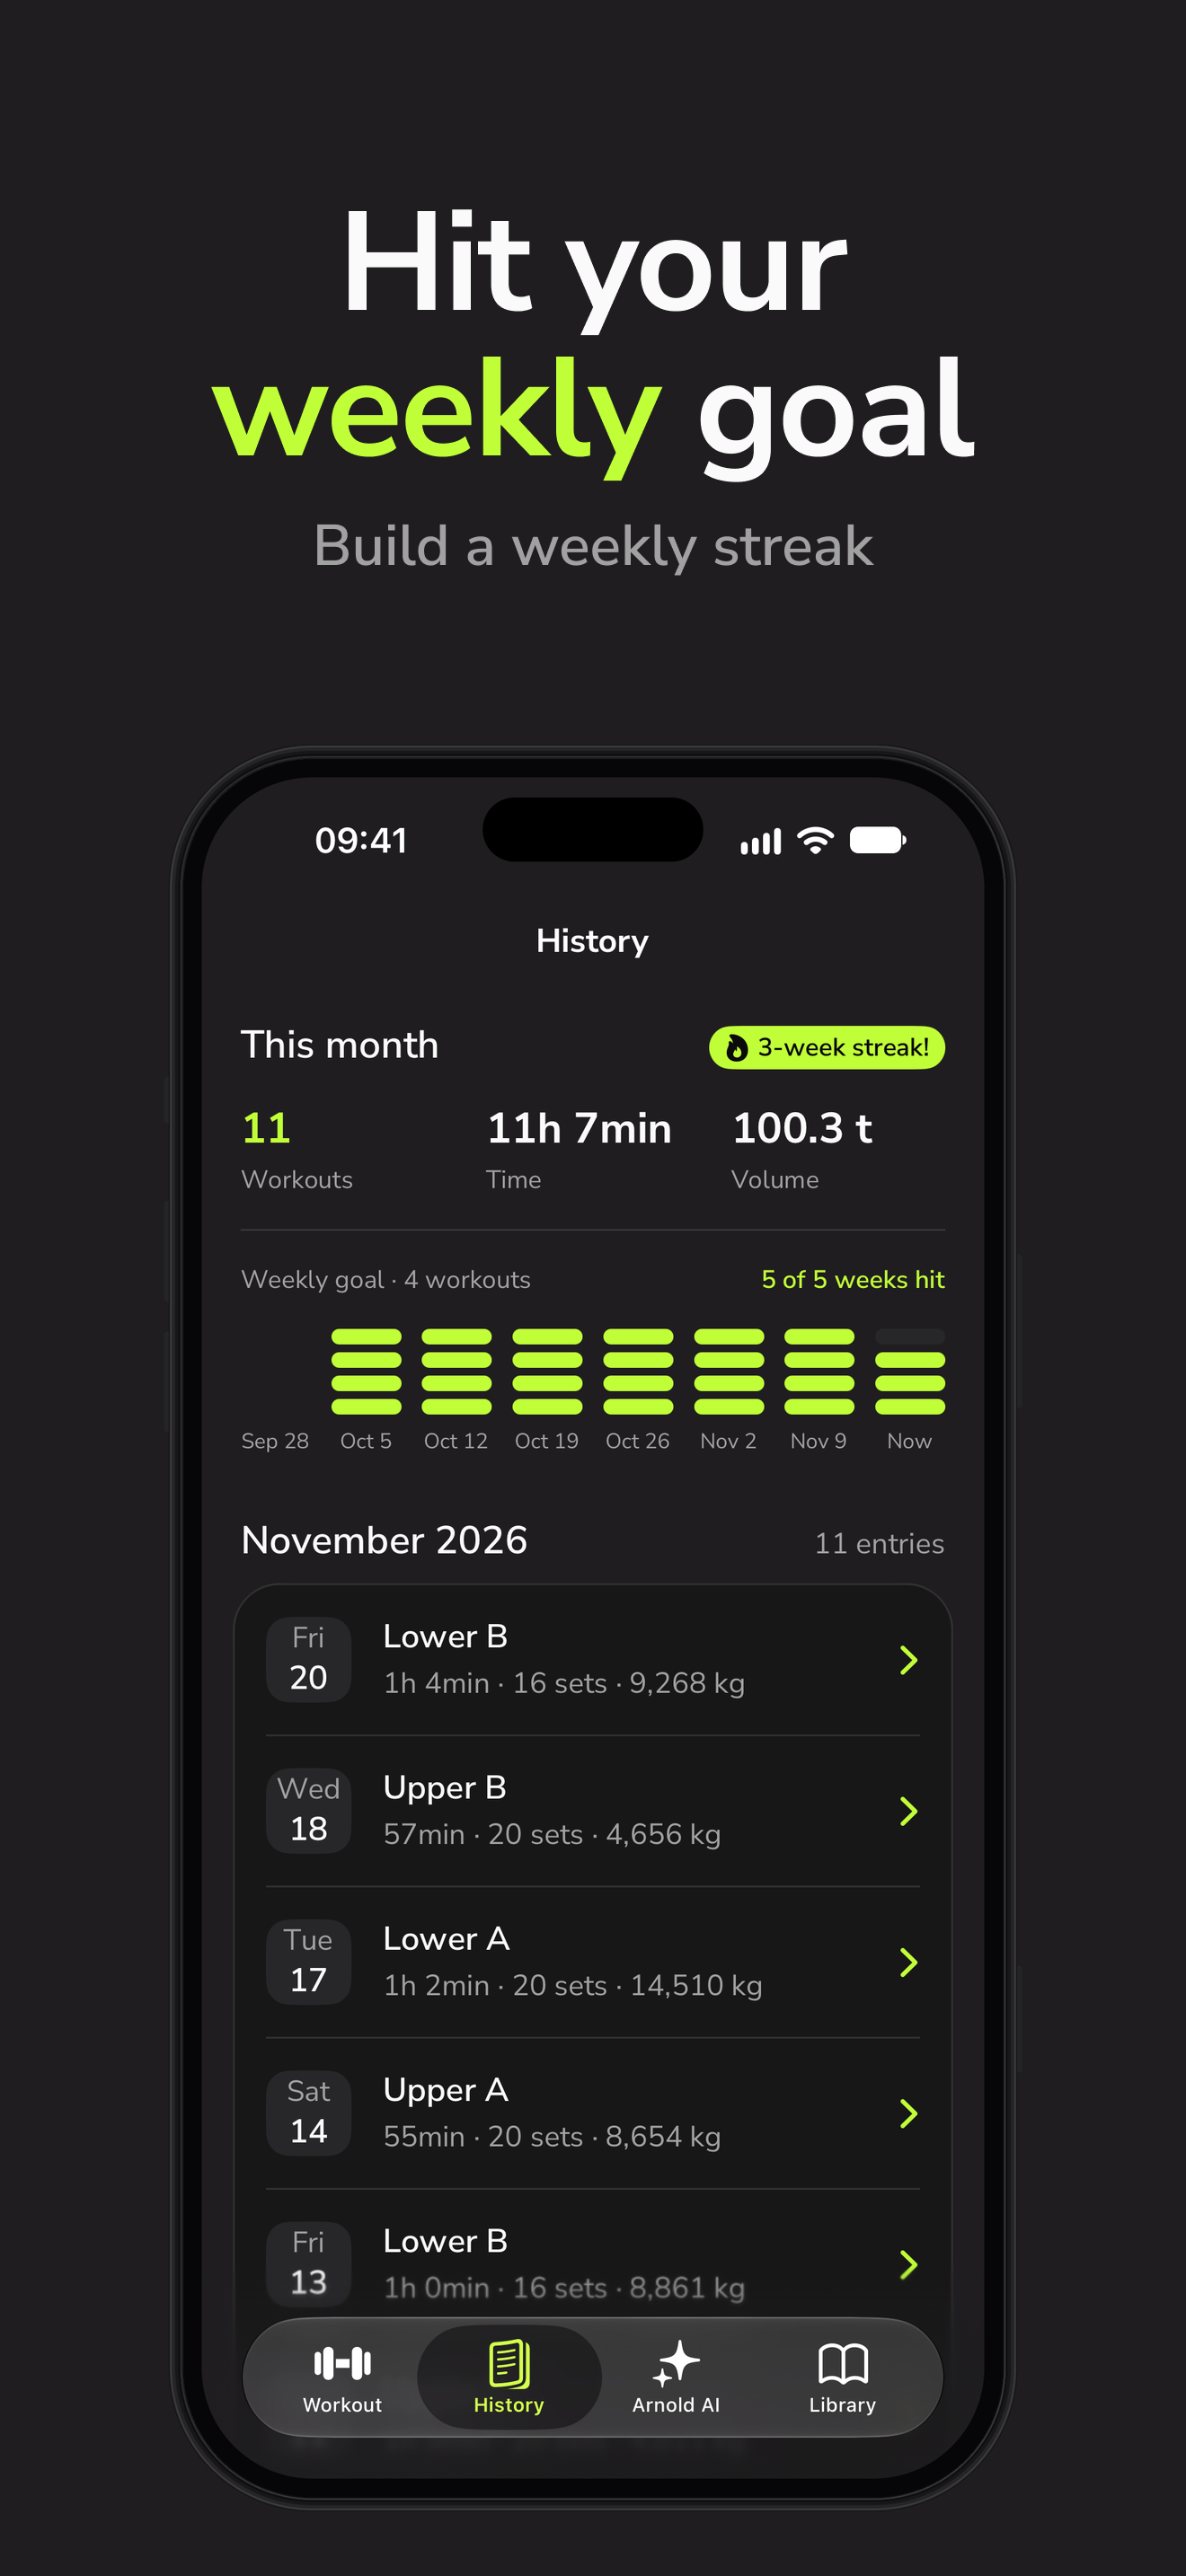 Hit your
weekly goal
Build a weekly streak
09:41
History
This month
3-week streak!
11
11h 7min
100.3 t
Workouts
Time
Volume
Weekly goal · 4 workouts
5 of 5 weeks hit
Sep 28
Oct 5
Oct 12
Oct 19
Oct 26
Nov 2
Nov 9
Now
November 2026
11 entries
Fri
20
Lower B
1h 4min · 16 sets · 9,268 kg
Wed
18
Upper B
57min · 20 sets · 4,656 kg
Tue
17
Lower A
1h 2min · 20 sets · 14,510 kg
Sat
14
Upper A
55min · 20 sets · 8,654 kg
Fri
13
Lower B
1h 0min · 16 sets · 8,861 kg
Workout
History
Arnold AI
Library